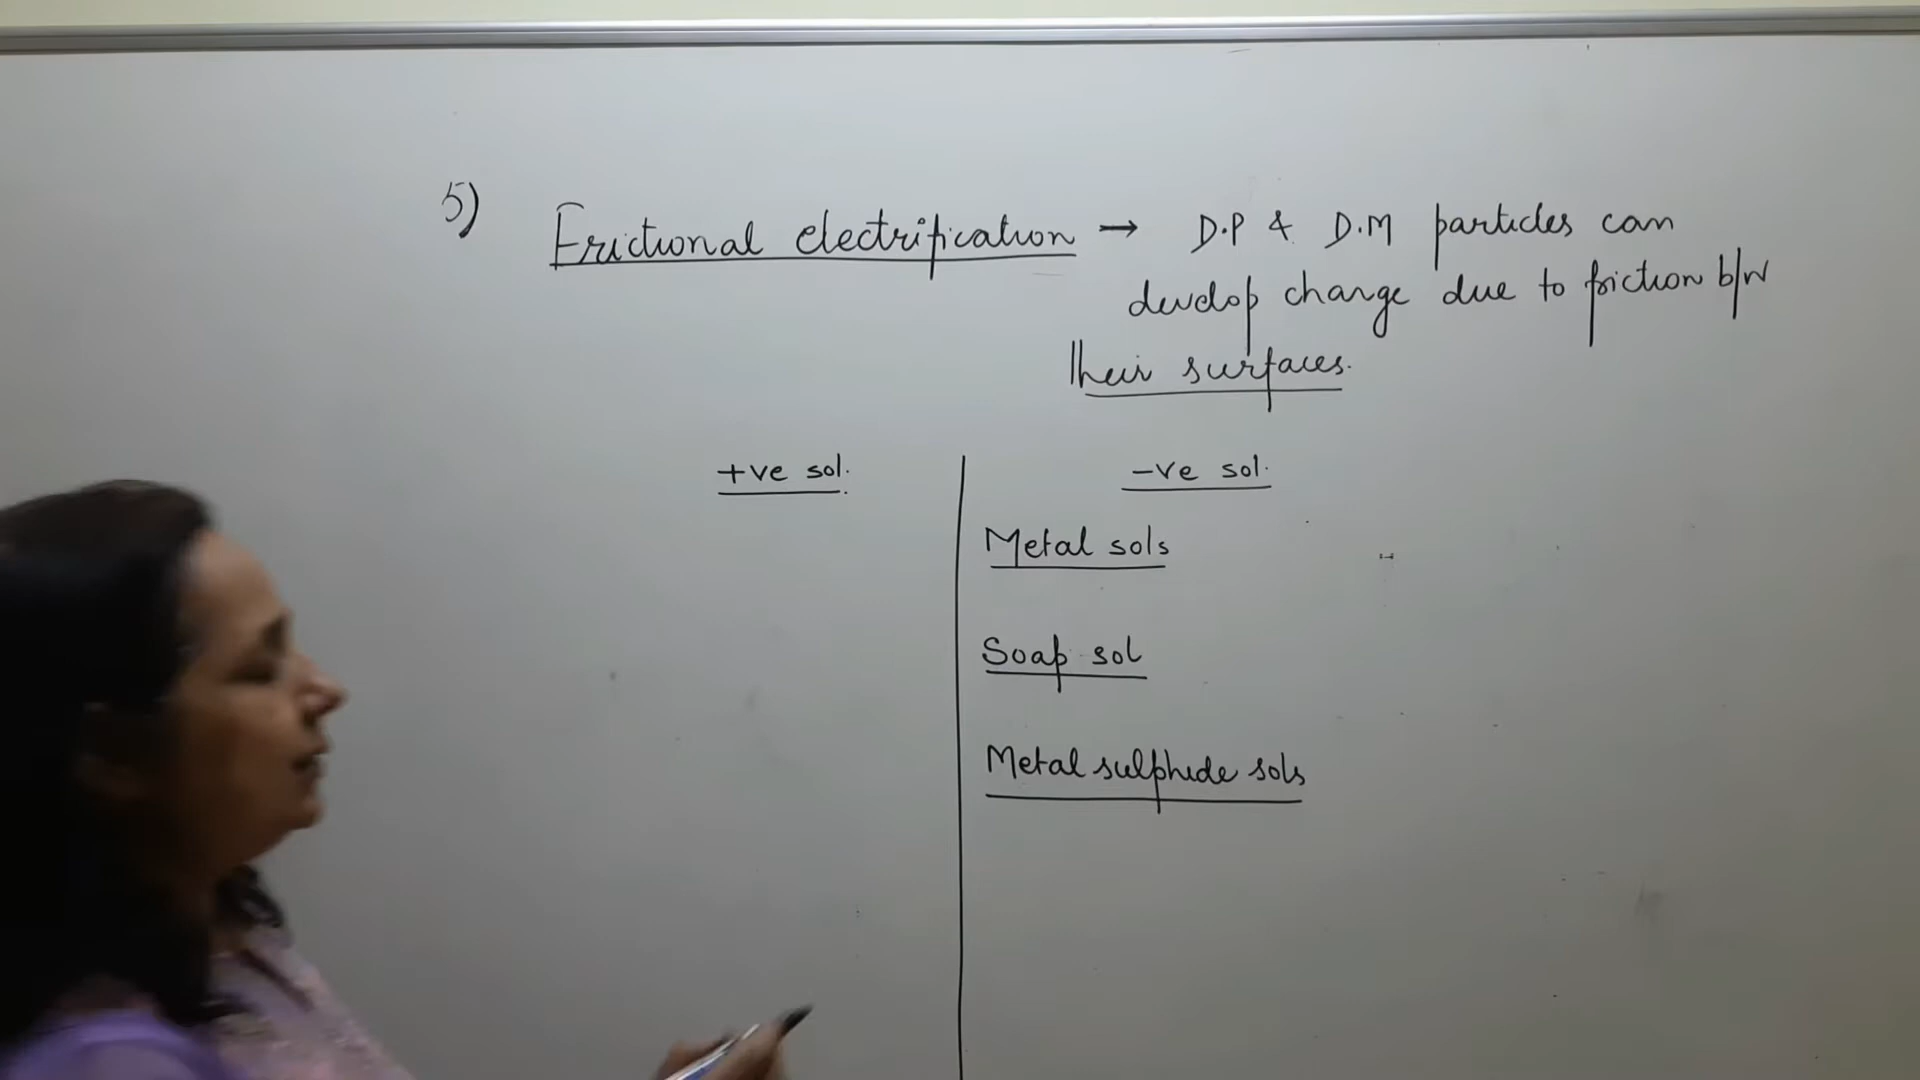 5) Frictional electrification → D.P & D.M particles can
develop charge due to friction b/w
their surfaces.
+ve sol.
-ve sol.
Metal sols
Soap sol
Metal sulphide sols